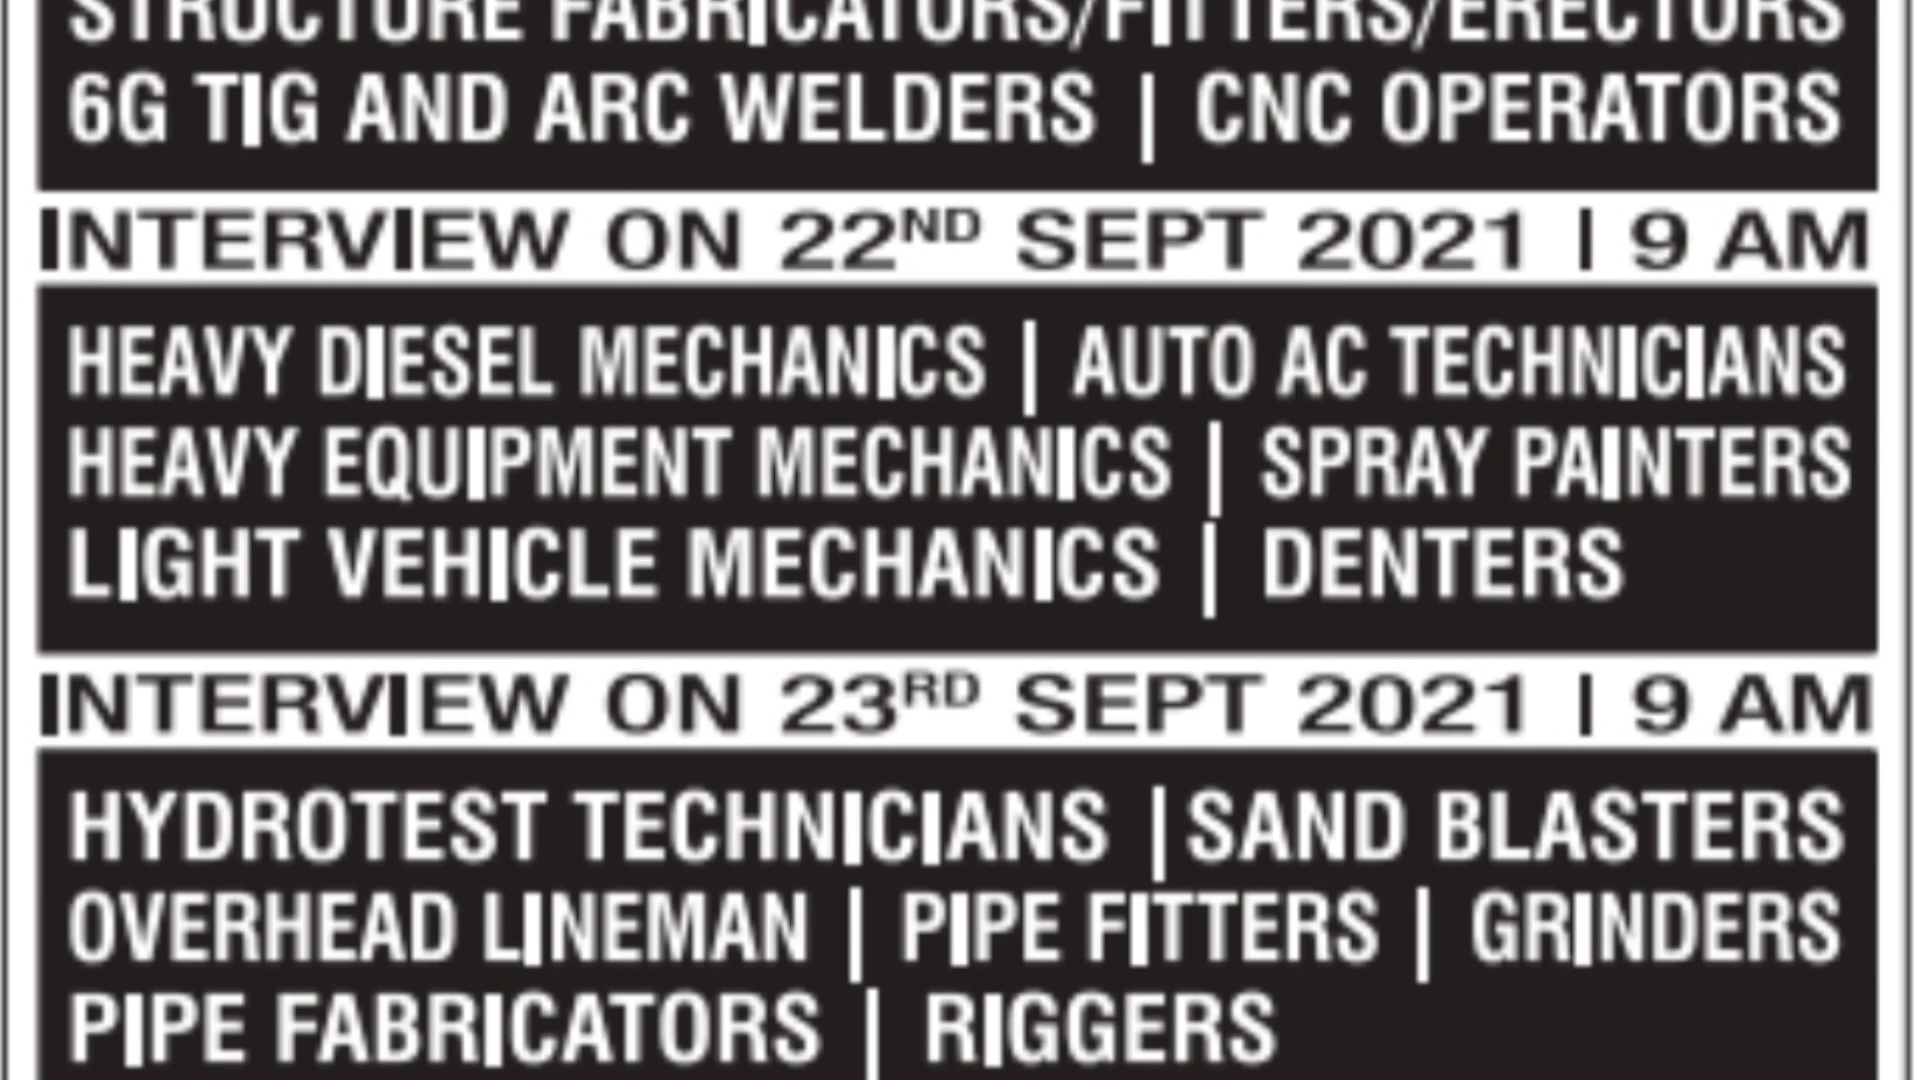 STRUCTURE FABRICATORS/FITTERS/ERECTORS
6G TIG AND ARC WELDERS | CNC OPERATORS
INTERVIEW ON 22ND SEPT 2021 | 9 AM
HEAVY DIESEL MECHANICS | AUTO AC TECHNICIANS
HEAVY EQUIPMENT MECHANICS | SPRAY PAINTERS
LIGHT VEHICLE MECHANICS | DENTERS
INTERVIEW ON 23RD SEPT 2021 | 9 AM
HYDROTEST TECHNICIANS | SAND BLASTERS
OVERHEAD LINEMAN | PIPE FITTERS | GRINDERS
PIPE FABRICATORS | RIGGERS